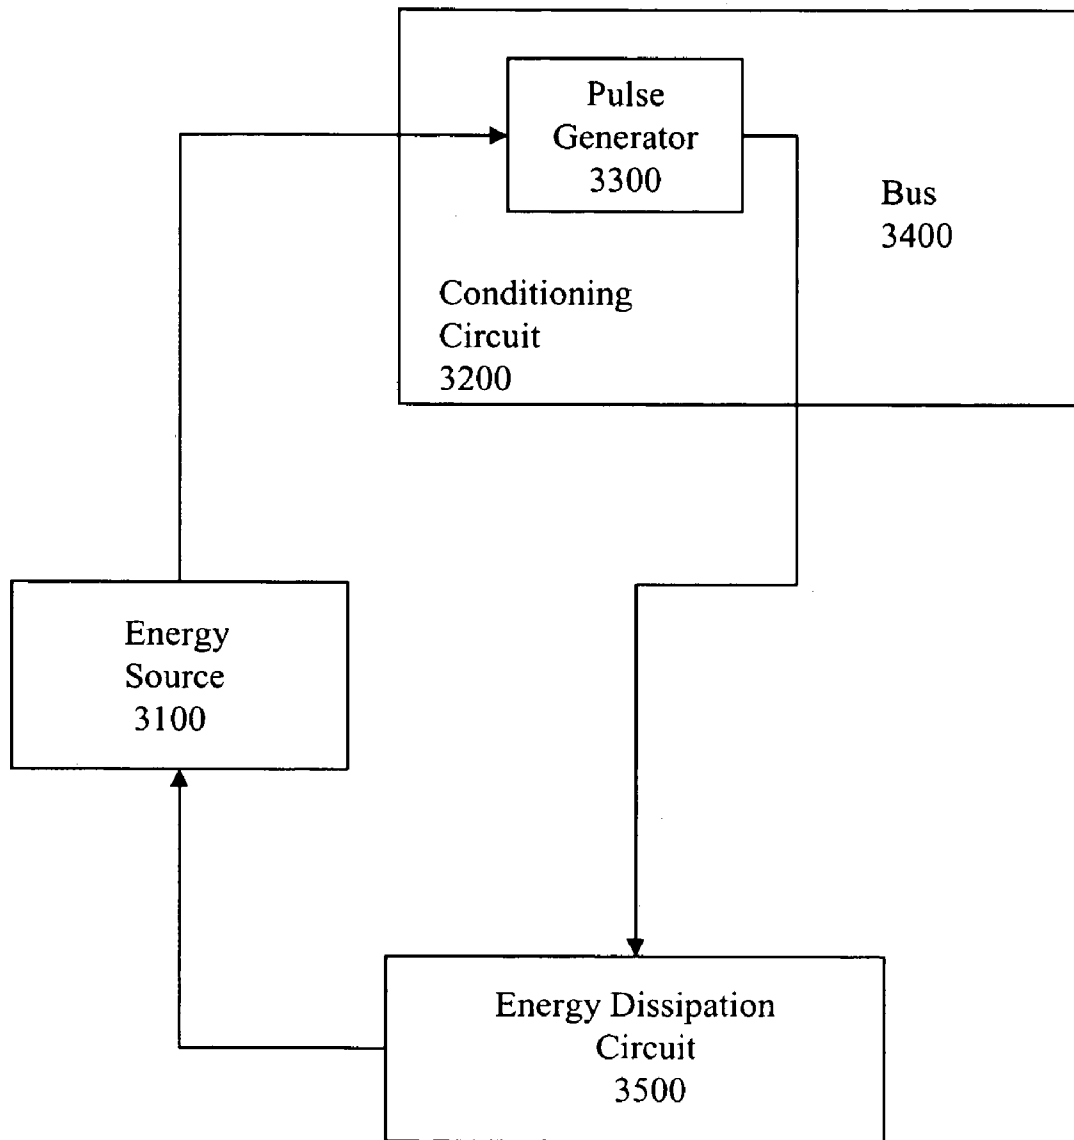 Pulse
Generator
3300
Bus
3400
Conditioning
Circuit
3200
Energy
Source
3100
Energy Dissipation
Circuit
3500